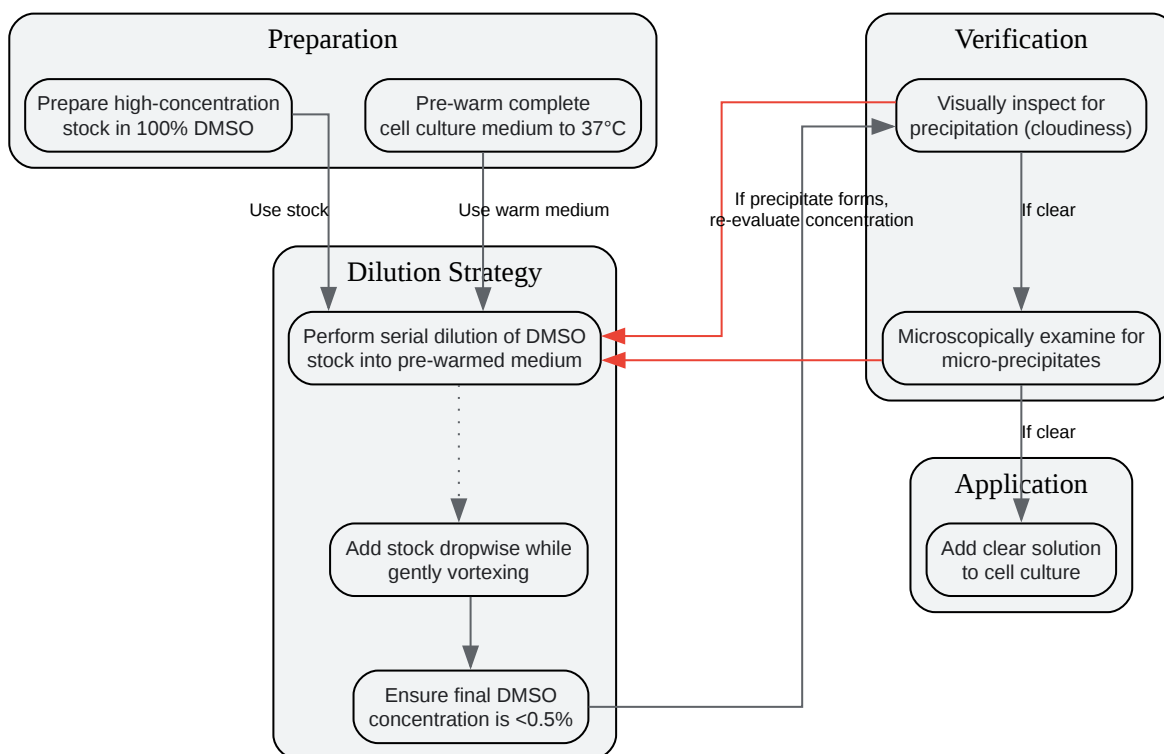 Preparation
Prepare high-concentration
stock in 100% DMSO
Pre-warm complete
cell culture medium to 37°C
Use stock
Use warm medium
Dilution Strategy
Perform serial dilution of DMSO
stock into pre-warmed medium
Add stock dropwise while
gently vortexing
Ensure final DMSO
concentration is <0.5%
If precipitate forms,
re-evaluate concentration
Verification
Visually inspect for
precipitation (cloudiness)
If clear
Microscopically examine for
micro-precipitates
If clear
Application
Add clear solution
to cell culture